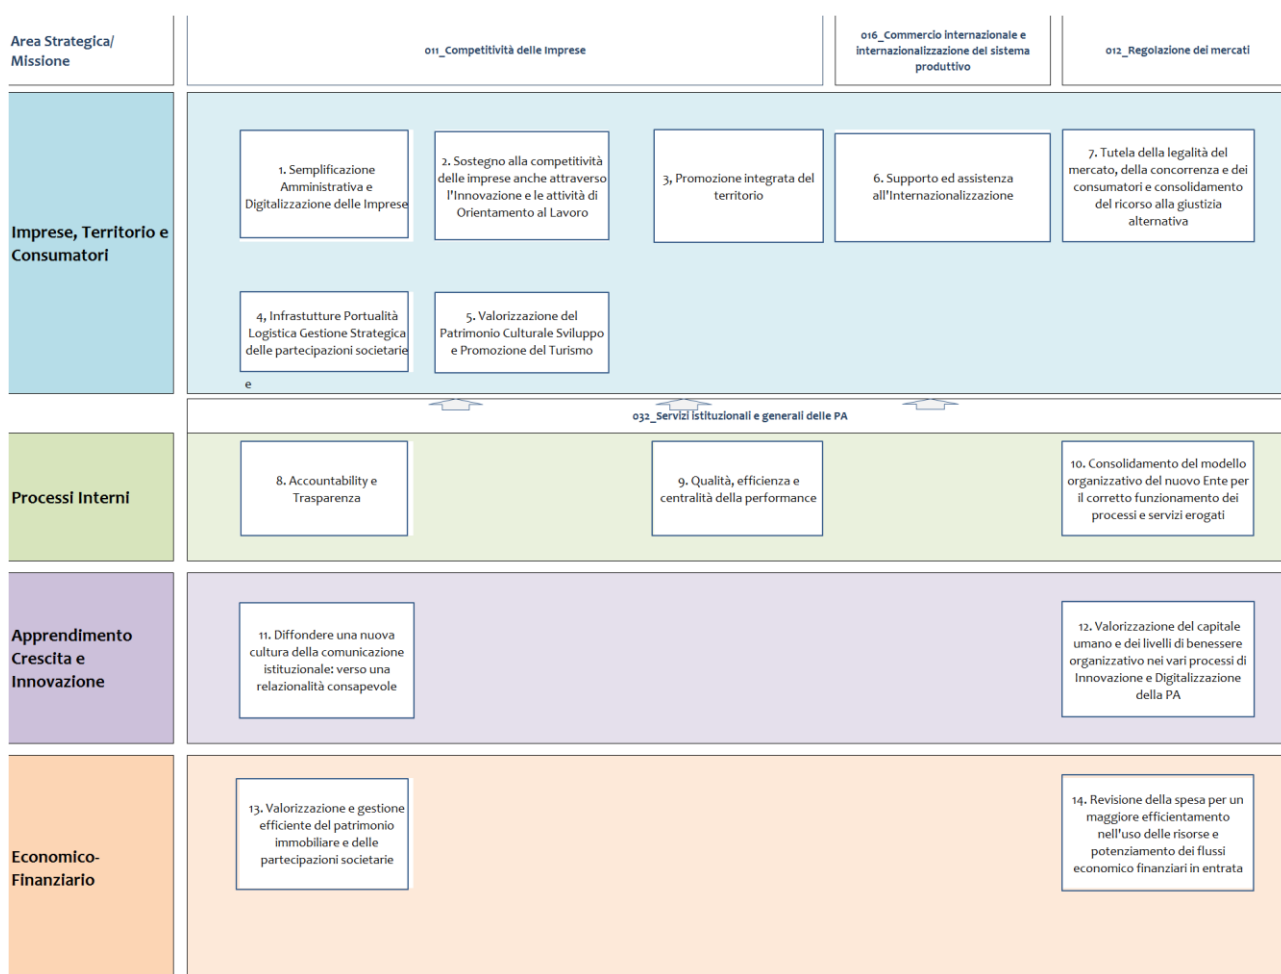 Area Strategica/
Missione
011_Competitività delle Imprese
016_Commercio internazionale e
internazionalizzazione del sistema
produttivo
012_Regolazione dei mercati
Imprese, Territorio e
Consumatori
1. Semplificazione
Amministrativa e
Digitalizzazione delle Imprese
2. Sostegno alla competitività
delle imprese anche attraverso
l'Innovazione e le attività di
Orientamento al Lavoro
3, Promozione integrata del
territorio
6. Supporto ed assistenza
all'Internazionalizzazione
7. Tutela della legalità del
mercato, della concorrenza e dei
consumatori e consolidamento
del ricorso alla giustizia
alternativa
4, Infrastutture Portualità
Logistica Gestione Strategica
delle partecipazioni societarie
e
5. Valorizzazione del
Patrimonio Culturale Sviluppo
e Promozione del Turismo
032_Servizi istituzionali e generali delle PA
Processi Interni
8. Accountability e
Trasparenza
9. Qualità, efficienza e
centralità della performance
10. Consolidamento del modello
organizzativo del nuovo Ente per
il corretto funzionamento dei
processi e servizi erogati
Apprendimento
Crescita e
Innovazione
11. Diffondere una nuova
cultura della comunicazione
istituzionale: verso una
relazionalità consapevole
12. Valorizzazione del capitale
umano e dei livelli di benessere
organizzativo nei vari processi di
Innovazione e Digitalizzazione
della PA
Economico-
Finanziario
13. Valorizzazione e gestione
efficiente del patrimonio
immobiliare e delle
partecipazioni societarie
14. Revisione della spesa per un
maggiore efficientamento
nell'uso delle risorse e
potenziamento dei flussi
economico finanziari in entrata